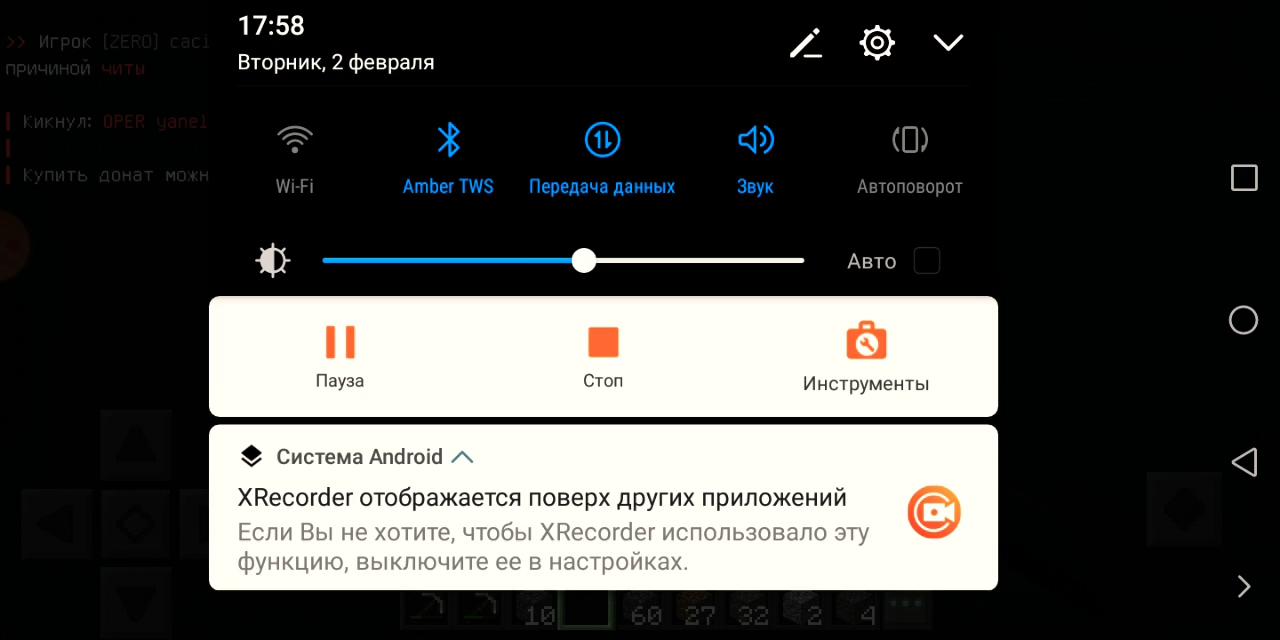 17:58
Вторник, 2 февраля
>> Игрок [ZERO] caci
причиной читы
Кикнул: OPER yanel
Купить донат можн
Wi-Fi
Amber TWS
Передача данных
Звук
Автоповорот
Авто
Пауза
Стоп
Инструменты
Система Android
XRecorder отображается поверх других приложений
Если Вы не хотите, чтобы XRecorder использовало эту
функцию, выключите ее в настройках.
10 60 27 32 2 4